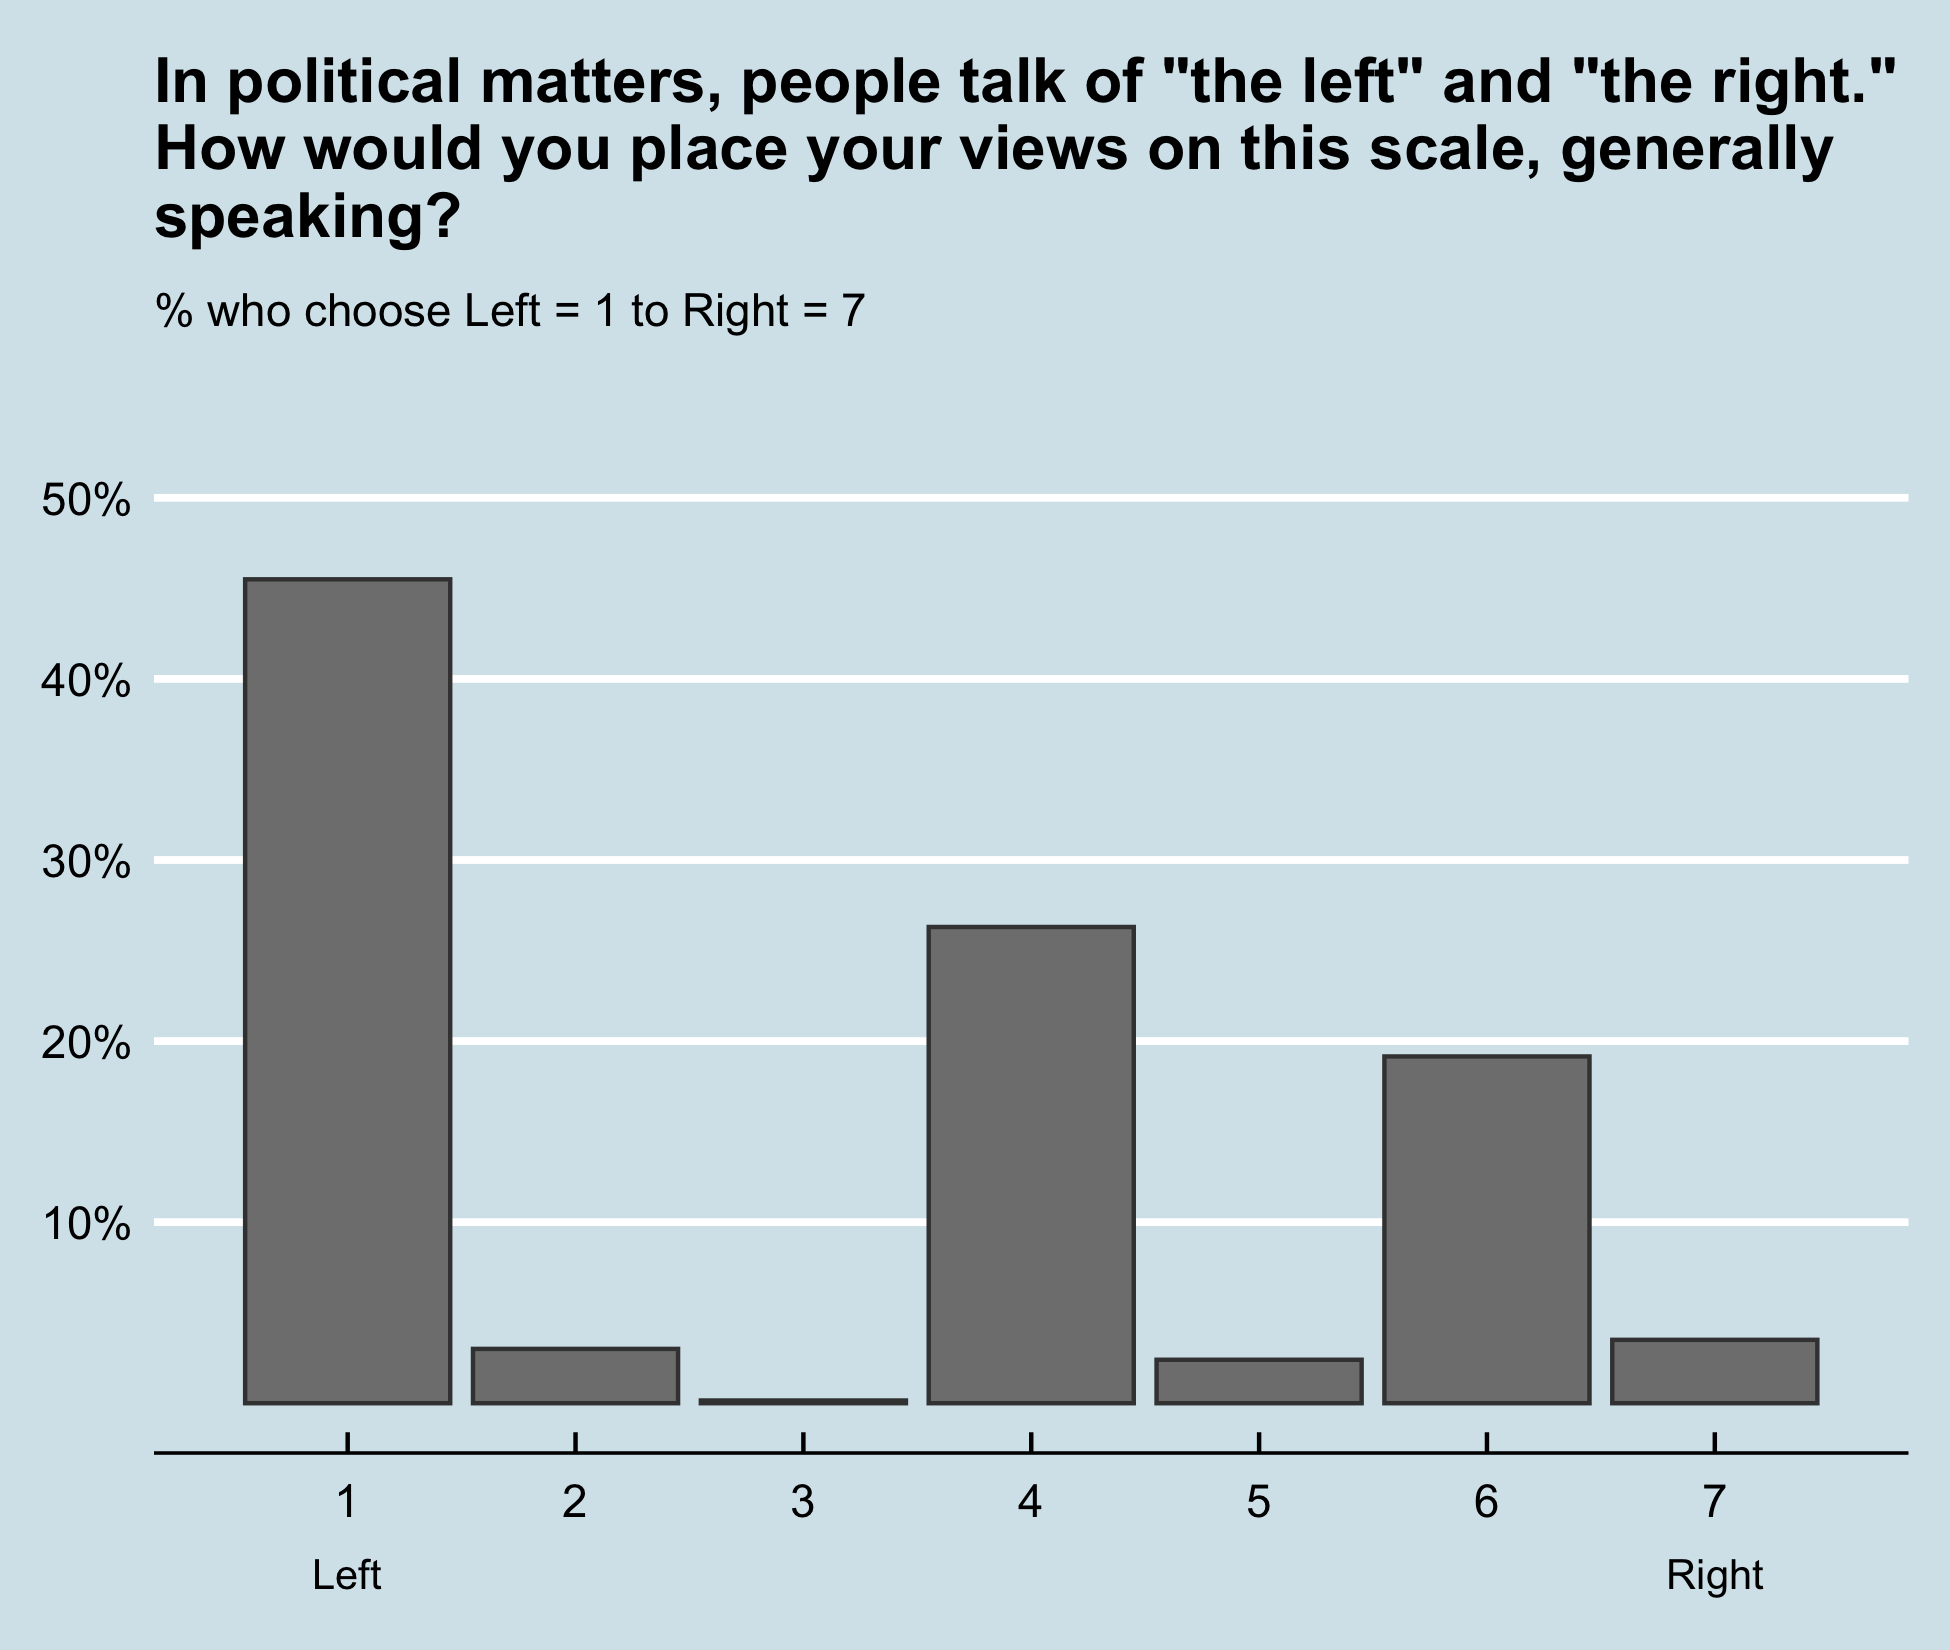 In political matters, people talk of "the left" and "the right."
How would you place your views on this scale, generally
speaking?
% who choose Left = 1 to Right = 7
50%
40%
30%
20%
10%
1 2 3 4 5 6 7
Left Right